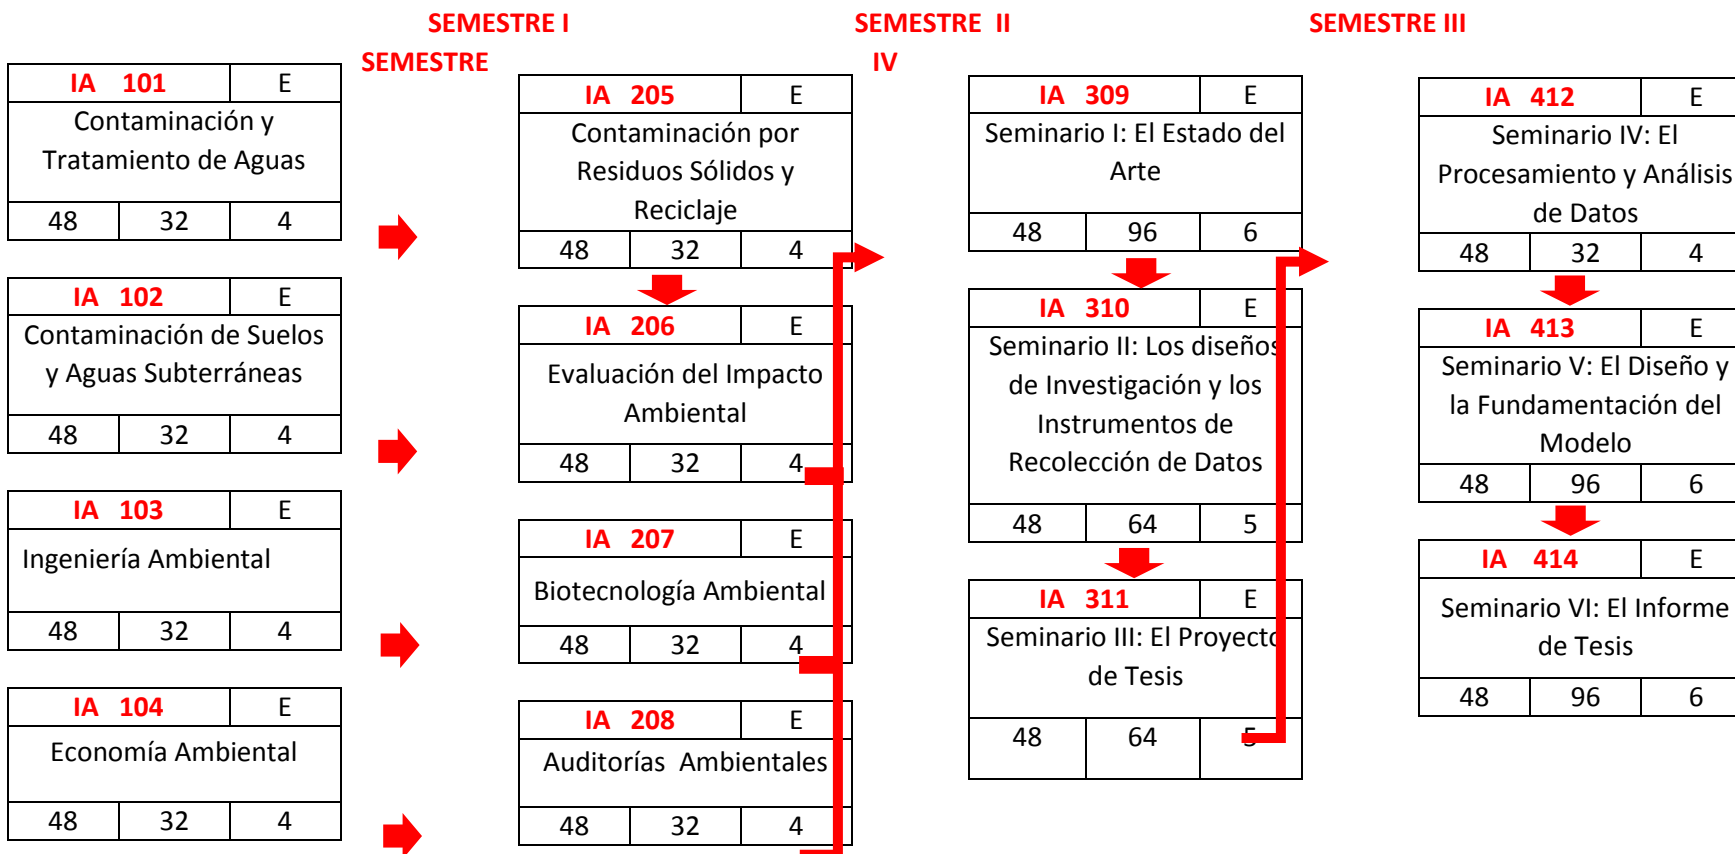 SEMESTRE I SEMESTRE II SEMESTRE III
SEMESTRE IV
IA 101 E
Contaminación y
Tratamiento de Aguas
48 32 4
IA 102 E
Contaminación de Suelos
y Aguas Subterráneas
48 32 4
IA 103 E
Ingeniería Ambiental
48 32 4
IA 104 E
Economía Ambiental
48 32 4
IA 205 E
Contaminación por
Residuos Sólidos y
Reciclaje
48 32 4
IA 206 E
Evaluación del Impacto
Ambiental
48 32 4
IA 207 E
Biotecnología Ambiental
48 32 4
IA 208 E
Auditorías Ambientales
48 32 4
IA 309 E
Seminario I: El Estado del
Arte
48 96 6
IA 310 E
Seminario II: Los diseños
de Investigación y los
Instrumentos de
Recolección de Datos
48 64 5
IA 311 E
Seminario III: El Proyecto
de Tesis
48 64 5
IA 412 E
Seminario IV: El
Procesamiento y Análisis
de Datos
48 32 4
IA 413 E
Seminario V: El Diseño y
la Fundamentación del
Modelo
48 96 6
IA 414 E
Seminario VI: El Informe
de Tesis
48 96 6